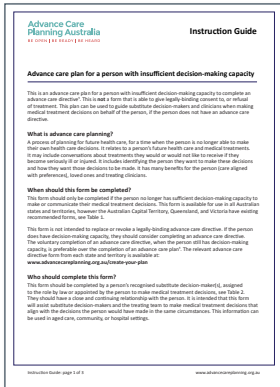 Advance Care
Planning Australia
BE OPEN | BE READY | BE HEARD
Instruction Guide
Advance care plan for a person with insufficient decision-making capacity
This is an advance care plan for a person with insufficient decision-making capacity to complete an
advance care directive*. This is not a form that is able to give legally-binding consent to, or refusal
of treatment. This plan can be used to guide substitute decision-makers and clinicians when making
medical treatment decisions on behalf of the person, if the person does not have an advance care
directive.
What is advance care planning?
A process of planning for future health care, for a time when the person is no longer able to make
their own health care decisions. It relates to a person's future health care and medical treatments.
It may include conversations about treatments they would or would not like to receive if they
become seriously ill or injured. It includes identifying the person they want to make these decisions
and how they want those decisions to be made. It has many benefits for the person (care aligned
with preferences), loved ones and treating clinicians.
When should this form be completed?
This form should only be completed if the person no longer has sufficient decision-making capacity to
make or communicate their medical treatment decisions. This form is available for use in all Australian
states and territories, however the Australian Capital Territory, Queensland, and Victoria have existing
recommended forms, see Table 1.
This form is not intended to replace or revoke a legally-binding advance care directive. If the person
does have decision-making capacity, they should consider completing an advance care directive.
The voluntary completion of an advance care directive, when the person still has decision-making
capacity, is preferable over the completion of an advance care plan*. The relevant advance care
directive form from each state and territory is available at:
www.advancecareplanning.org.au/create-your-plan
Who should complete this form?
This form should be completed by a person's recognised substitute decision-maker(s), assigned
to the role by law or appointed by the person to make medical treatment decisions, see Table 2.
They should have a close and continuing relationship with the person. It is intended that this form
will assist substitute decision-makers and the treating team to make medical treatment decisions that
align with the decisions the person would have made in the same circumstances. This information can
be used in aged care, community, or hospital settings.
Instruction Guide: page 1 of 3
www.advancecareplanning.org.au